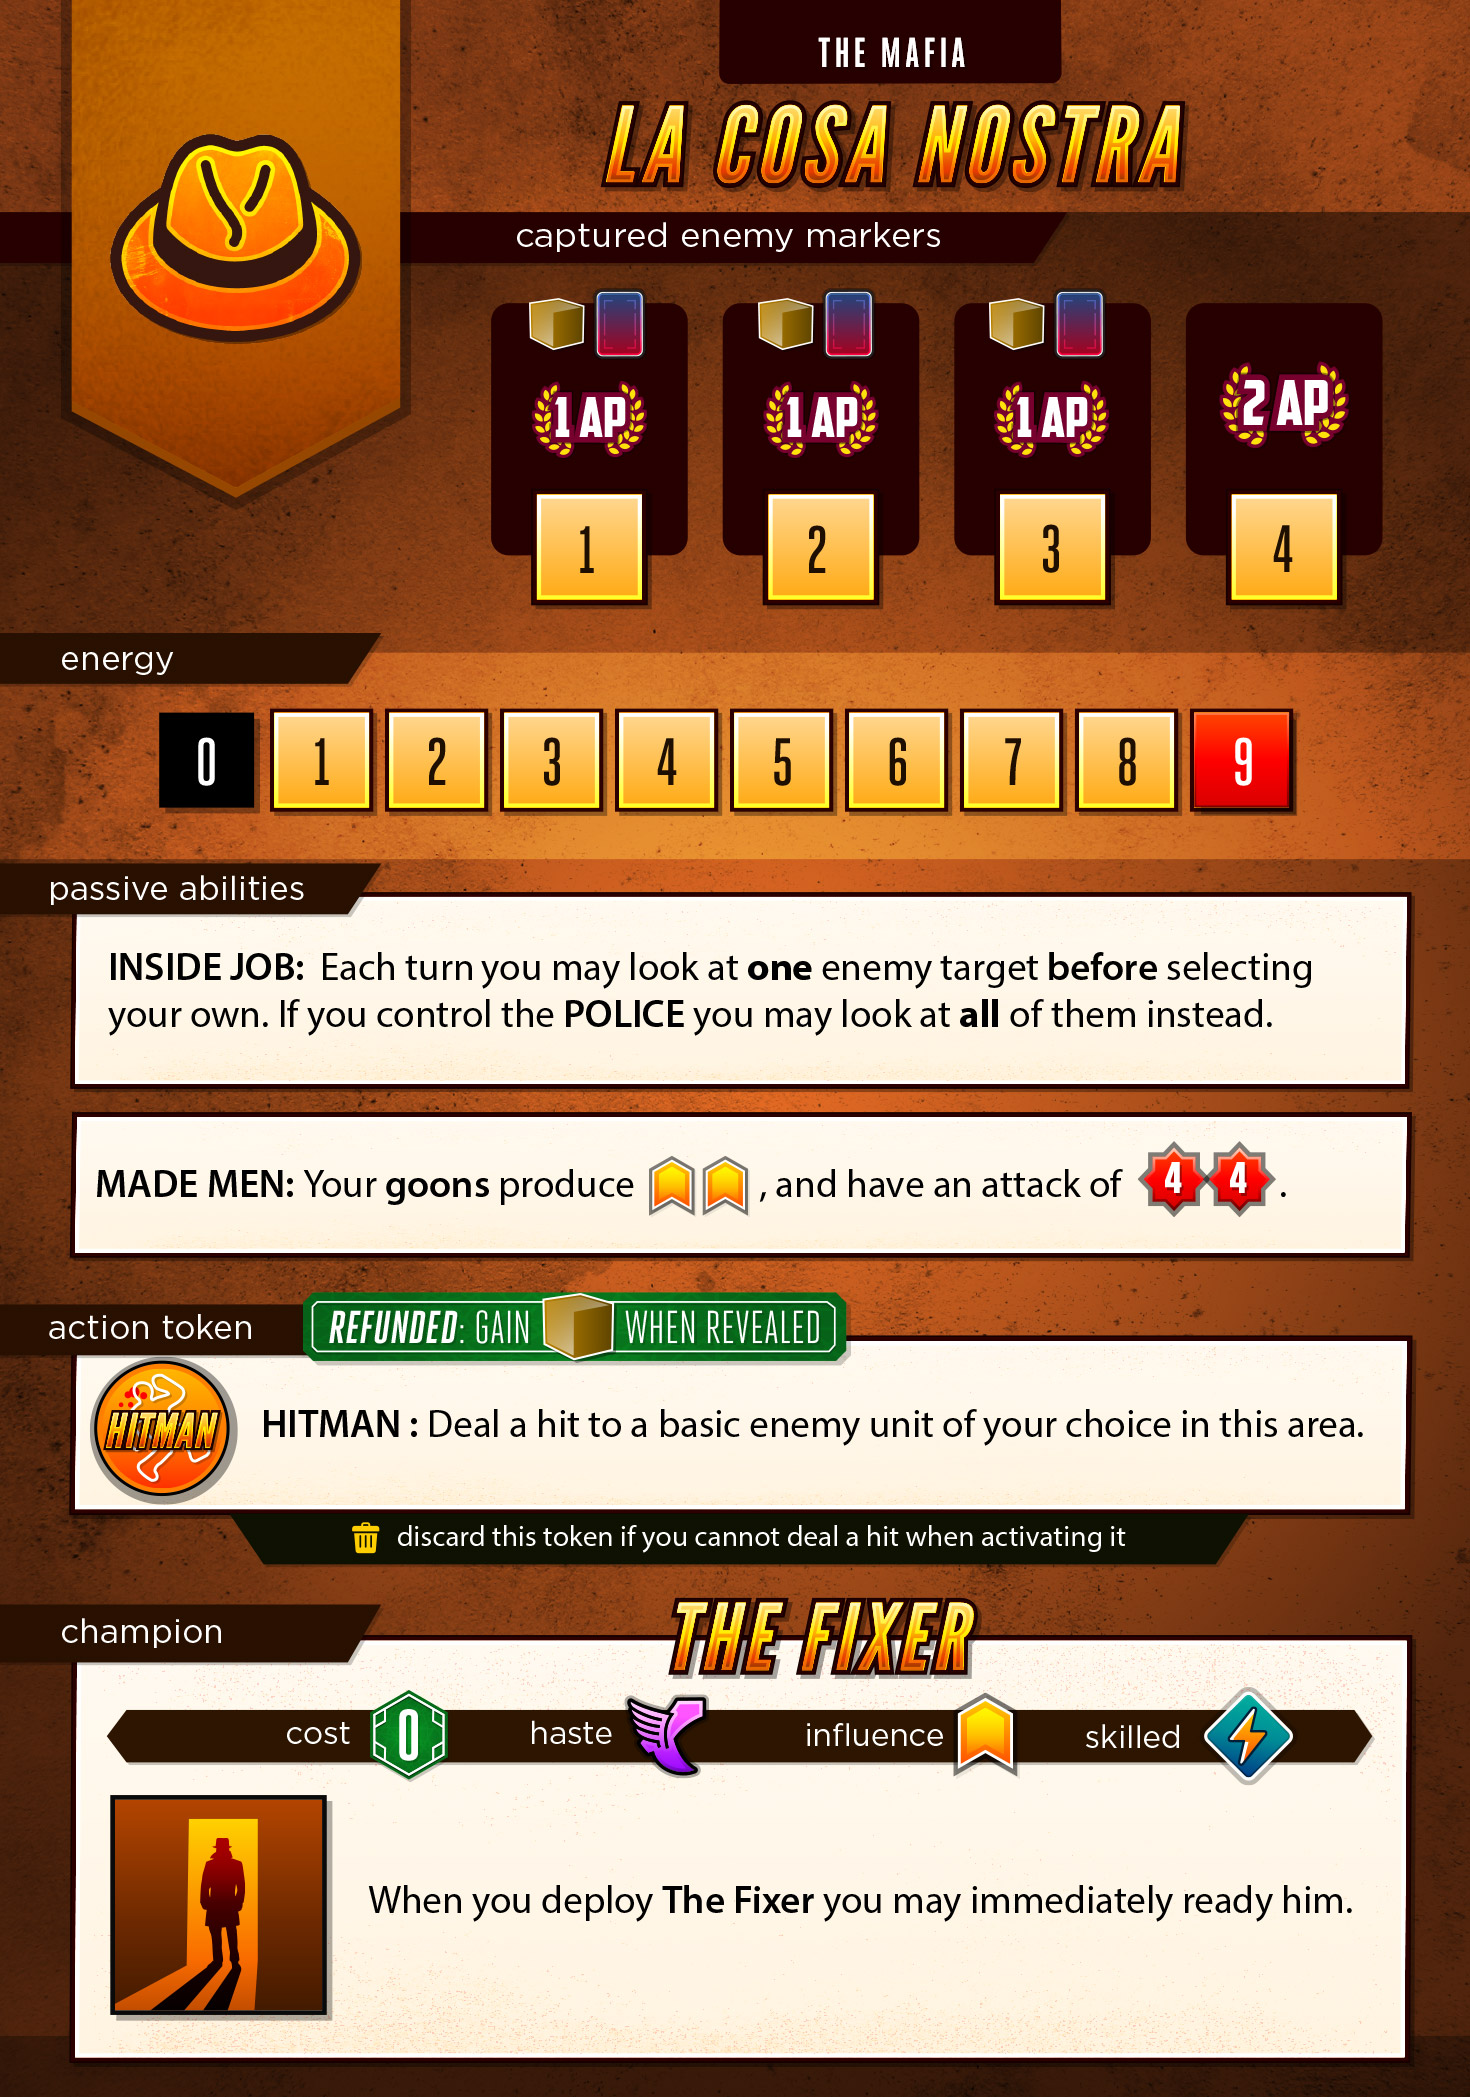 THE MAFIA
LA COSA NOSTRA
captured enemy markers
1 AP 1 AP 1 AP 2 AP
1 2 3 4
energy
0 1 2 3 4 5 6 7 8 9
passive abilities
INSIDE JOB: Each turn you may look at one enemy target before selecting
your own. If you control the POLICE you may look at all of them instead.
MADE MEN: Your goons produce , and have an attack of 4 4 .
action token
REFUNDED: GAIN WHEN REVEALED
HITMAN
HITMAN : Deal a hit to a basic enemy unit of your choice in this area.
discard this token if you cannot deal a hit when activating it
champion
THE FIXER
cost 0 haste influence skilled
When you deploy The Fixer you may immediately ready him.